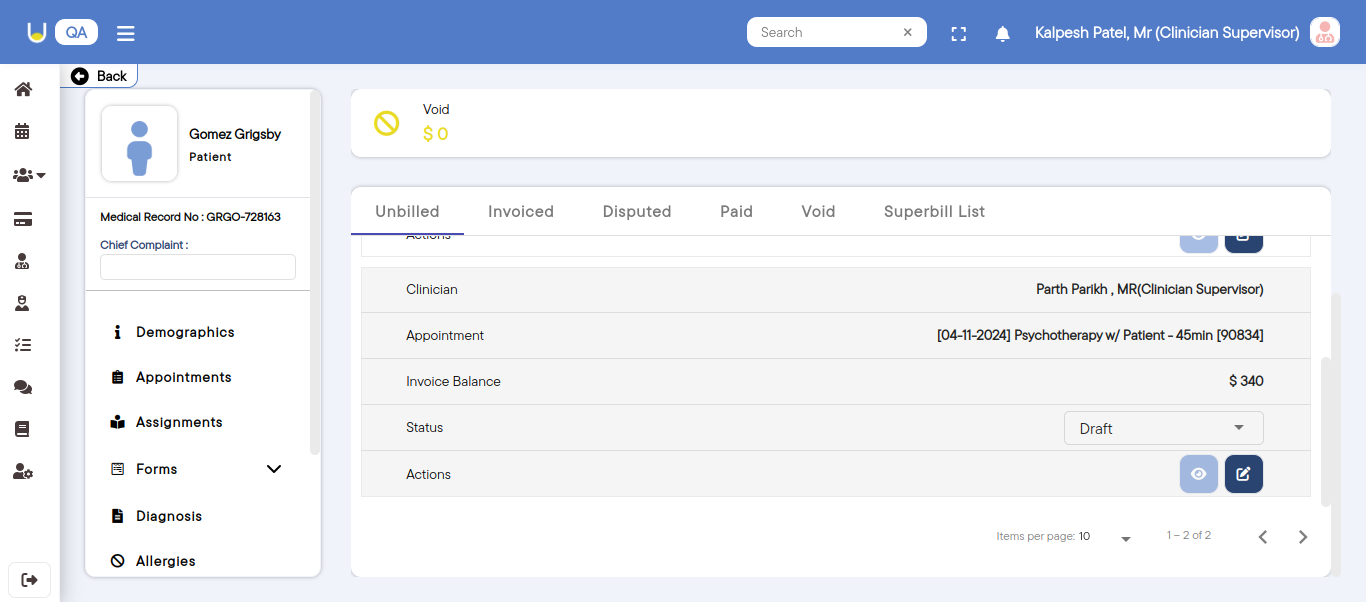 QA
Search
Kalpesh Patel, Mr (Clinician Supervisor)
Back
Gomez Grigsby
Patient
Medical Record No : GRGO-728163
Chief Complaint :
Demographics
Appointments
Assignments
Forms
Diagnosis
Allergies
Void
$ 0
Unbilled Invoiced Disputed Paid Void Superbill List
Actions
Clinician Parth Parikh , MR(Clinician Supervisor)
Appointment [04-11-2024] Psychotherapy w/ Patient - 45min [90834]
Invoice Balance $ 340
Status Draft
Actions
Items per page: 10 1 – 2 of 2